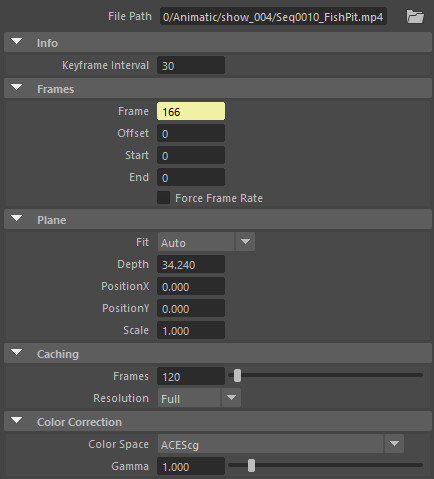 File Path 0/Animatic/show_004/Seq0010_FishPit.mp4
Info
Keyframe Interval 30
Frames
Frame 166
Offset 0
Start 0
End 0
Force Frame Rate
Plane
Fit Auto
Depth 34.240
PositionX 0.000
PositionY 0.000
Scale 1.000
Caching
Frames 120
Resolution Full
Color Correction
Color Space ACEScg
Gamma 1.000